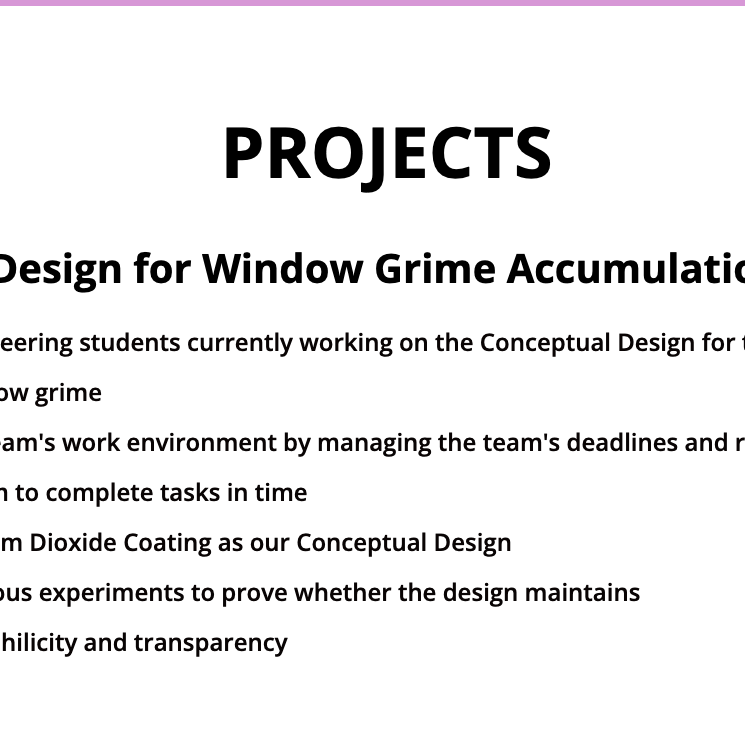 PROJECTS
Design for Window Grime Accumulatio
eering students currently working on the Conceptual Design for t
ow grime
eam's work environment by managing the team's deadlines and r
n to complete tasks in time
m Dioxide Coating as our Conceptual Design
ous experiments to prove whether the design maintains
hilicity and transparency